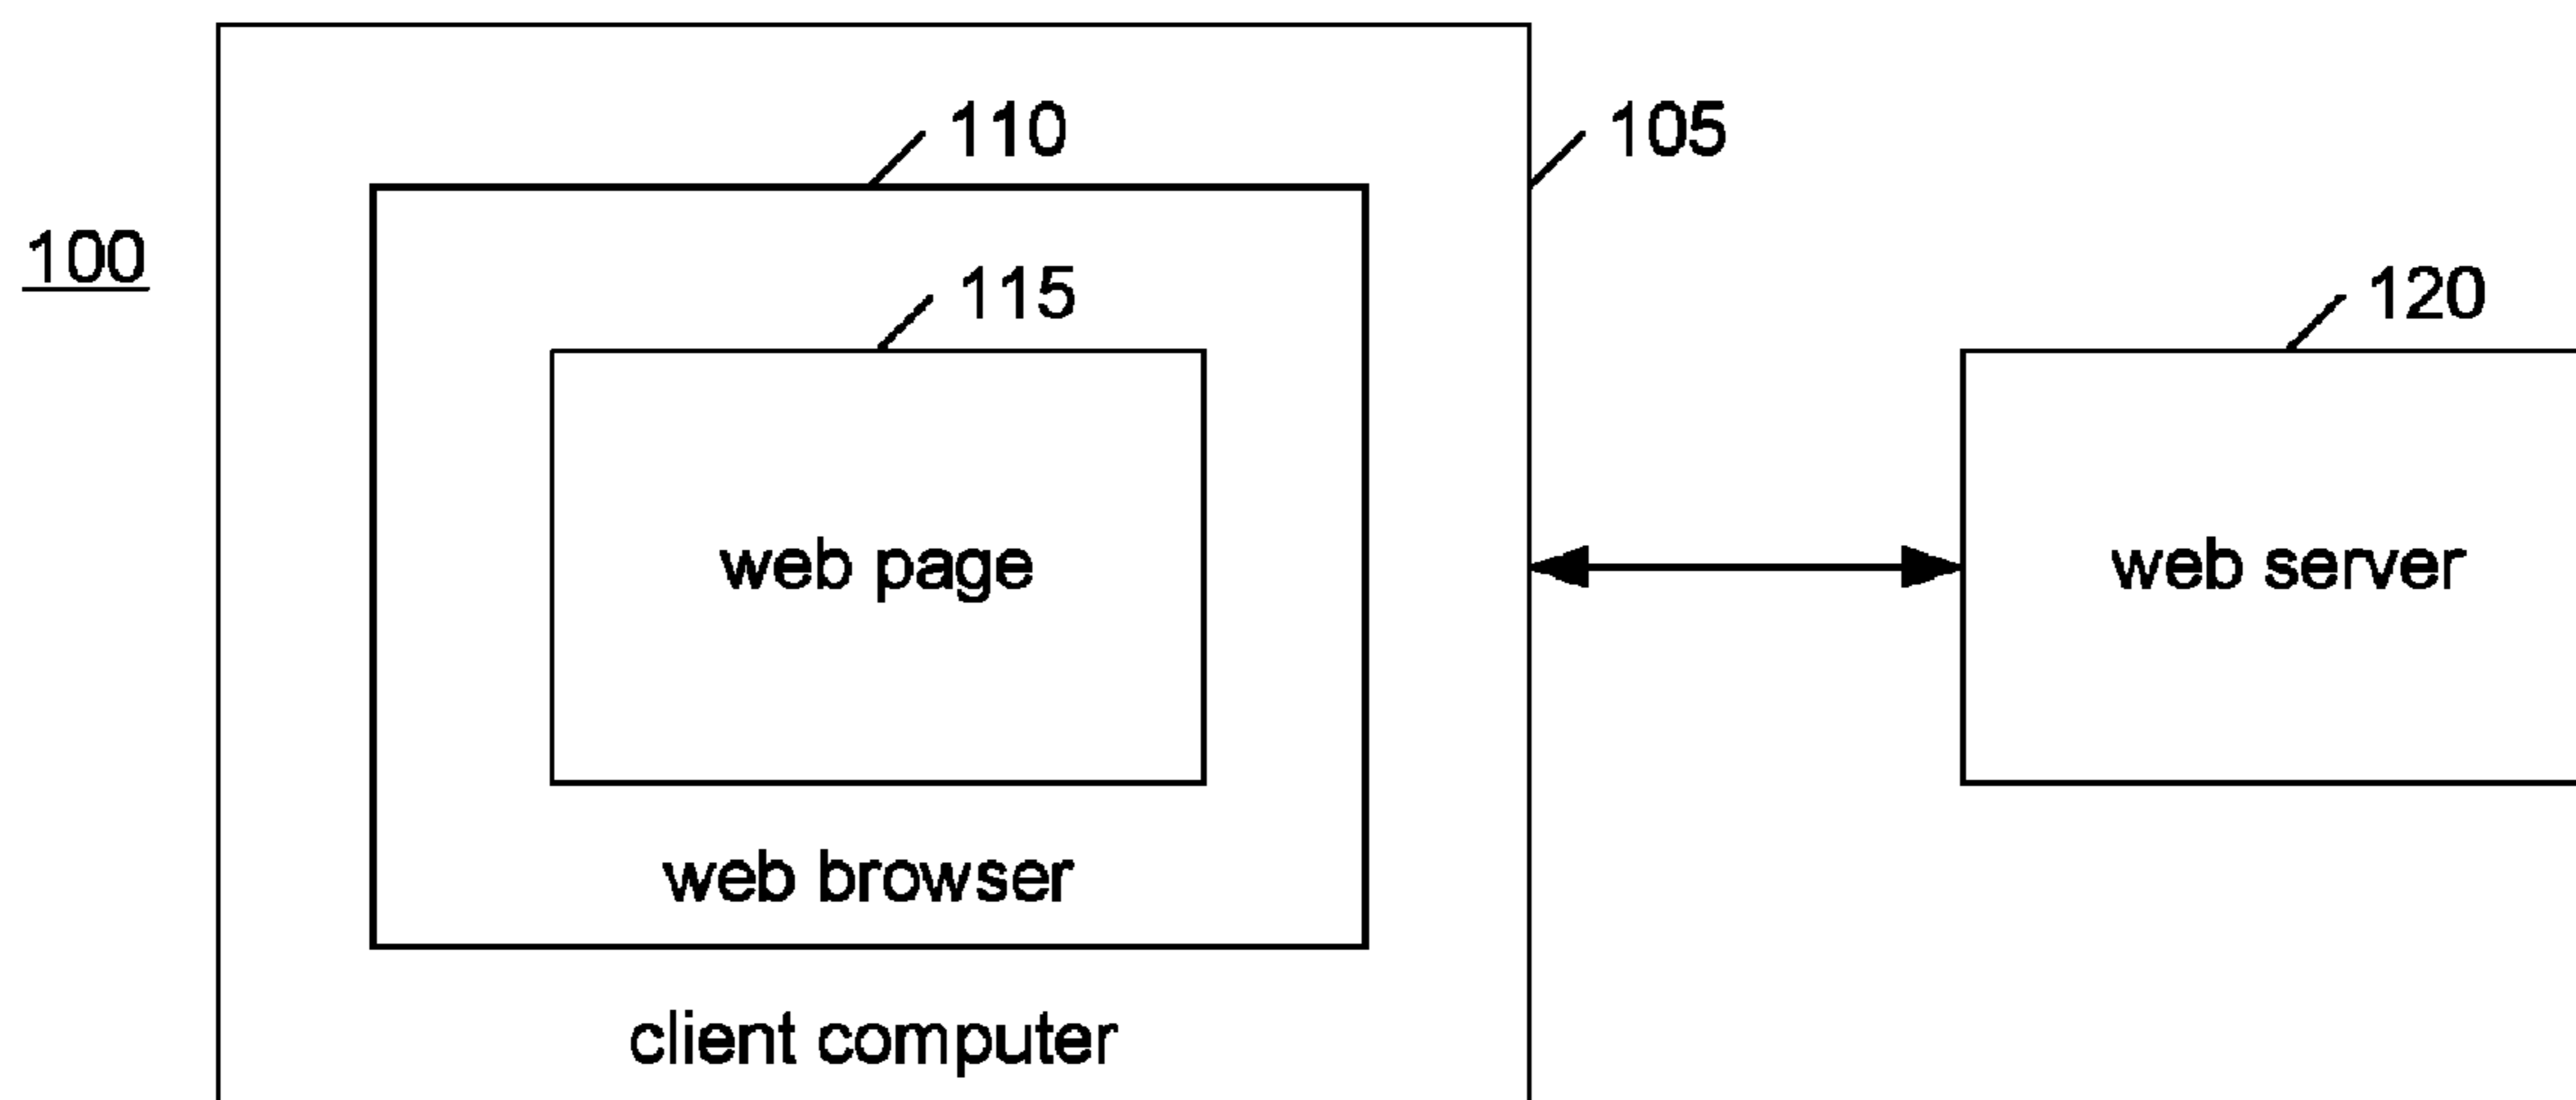 110
105
100
115
120
web page
web server
web browser
client computer